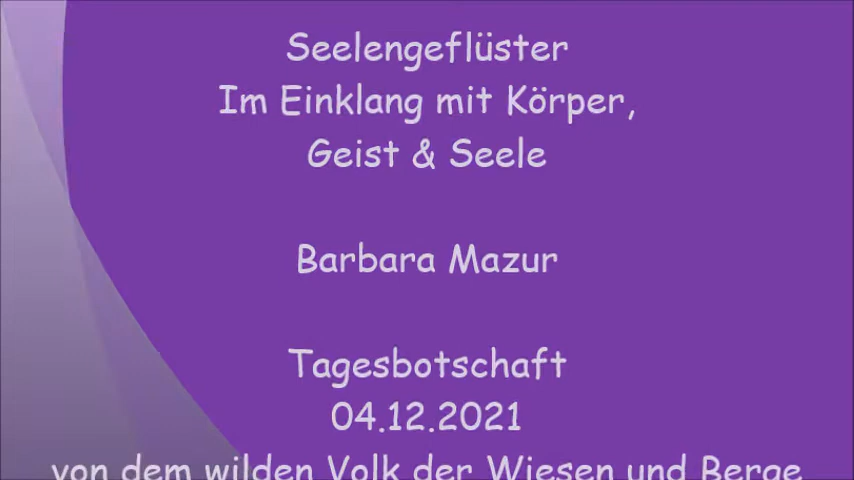 Seelengeflüster
Im Einklang mit Körper,
Geist & Seele
Barbara Mazur
Tagesbotschaft
04.12.2021
von dem wilden Volk der Wiesen und Berge